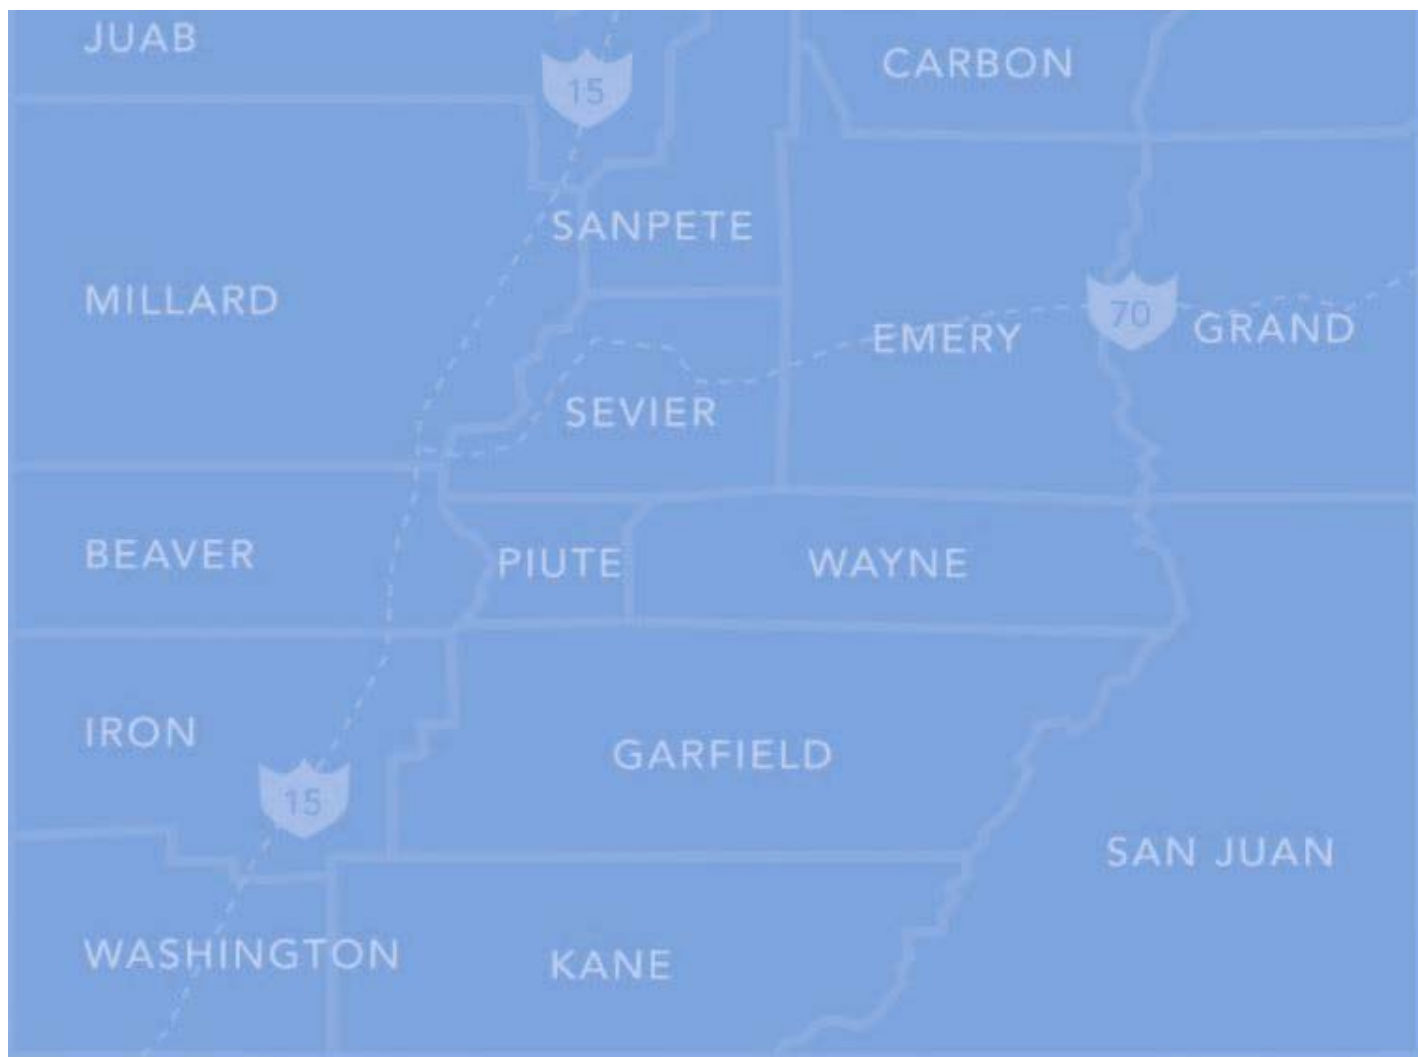 JUAB
15
CARBON
SANPETE
MILLARD
70
EMERY
GRAND
SEVIER
BEAVER
PIUTE
WAYNE
IRON
GARFIELD
15
SAN JUAN
WASHINGTON
KANE